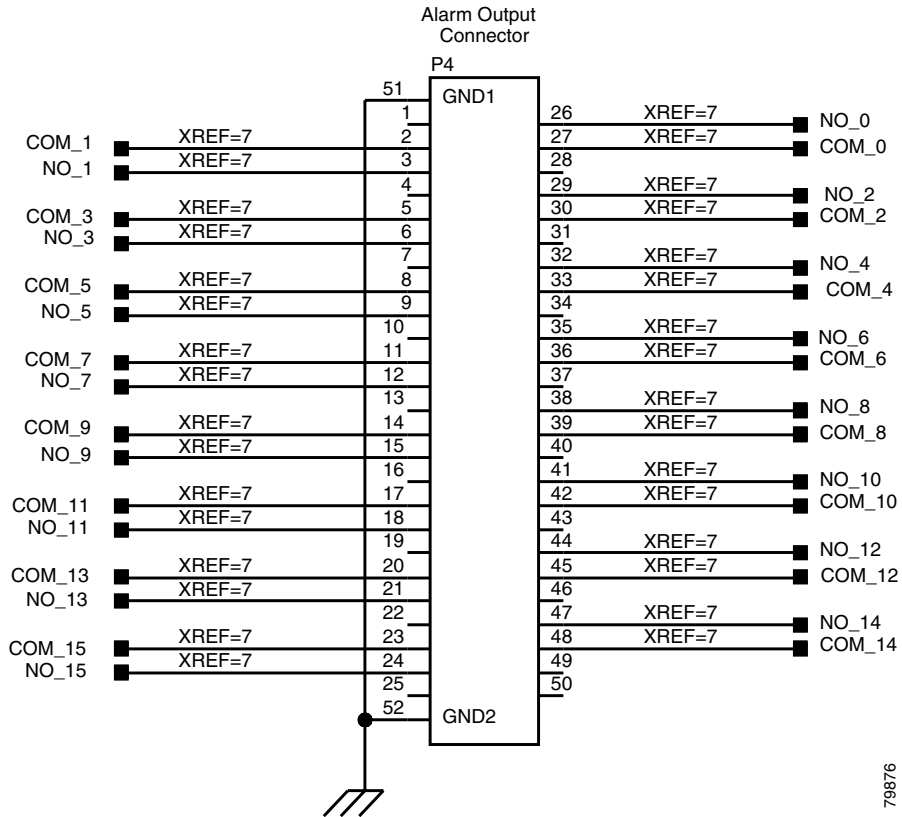 Alarm Output
Connector
P4
51 GND1
1 26 XREF=7 NO_0
COM_1 XREF=7 2 27 XREF=7 COM_0
NO_1 XREF=7 3 28
4 29 XREF=7 NO_2
COM_3 XREF=7 5 30 XREF=7 COM_2
NO_3 XREF=7 6 31
7 32 XREF=7 NO_4
COM_5 XREF=7 8 33 XREF=7 COM_4
NO_5 XREF=7 9 34
10 35 XREF=7 NO_6
COM_7 XREF=7 11 36 XREF=7 COM_6
NO_7 XREF=7 12 37
13 38 XREF=7 NO_8
COM_9 XREF=7 14 39 XREF=7 COM_8
NO_9 XREF=7 15 40
16 41 XREF=7 NO_10
COM_11 XREF=7 17 42 XREF=7 COM_10
NO_11 XREF=7 18 43
19 44 XREF=7 NO_12
COM_13 XREF=7 20 45 XREF=7 COM_12
NO_13 XREF=7 21 46
22 47 XREF=7 NO_14
COM_15 XREF=7 23 48 XREF=7 COM_14
NO_15 XREF=7 24 49
25 50
52 GND2
79876